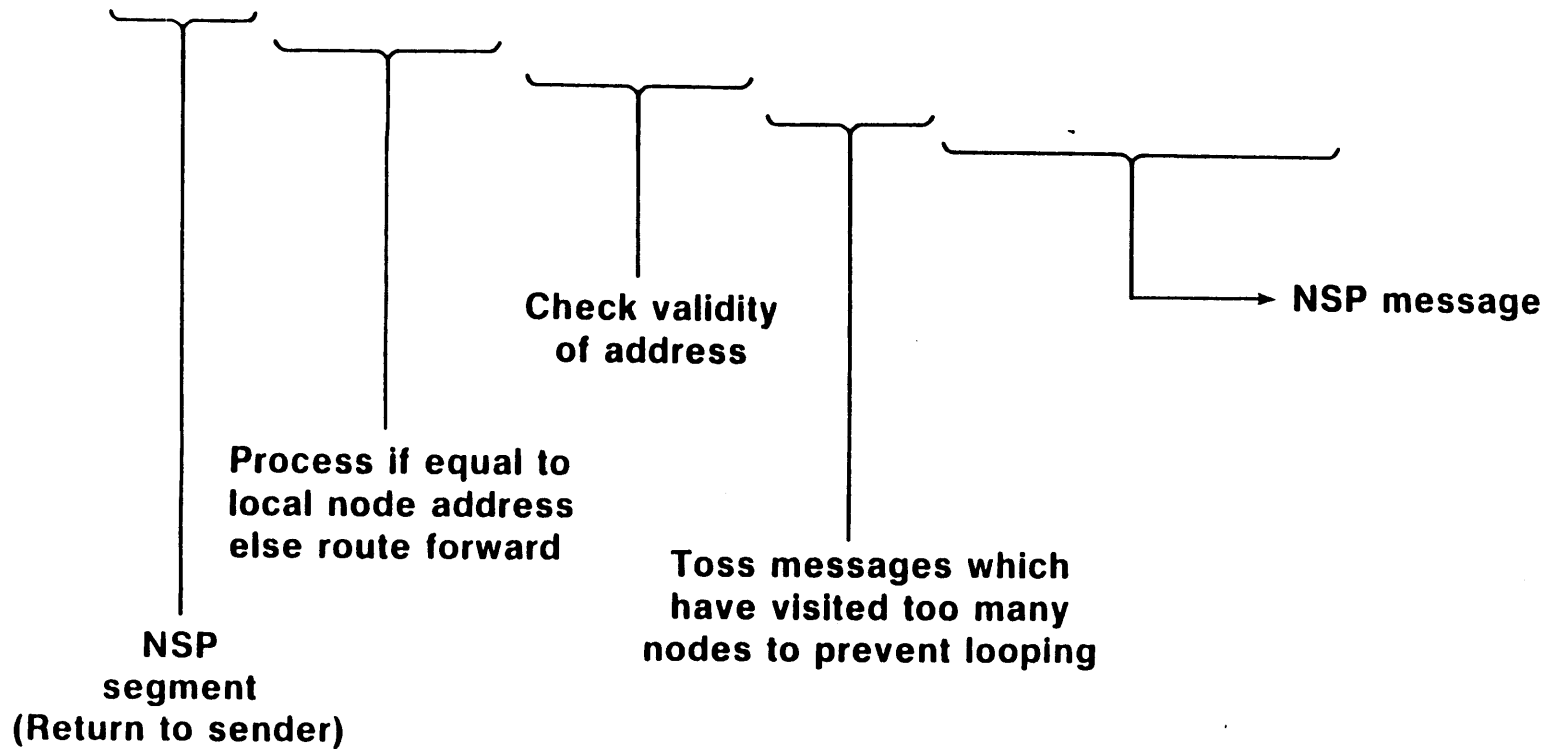 Check validity
of address
NSP message
Process if equal to
local node address
else route forward
Toss messages which
have visited too many
nodes to prevent looping
NSP
segment
(Return to sender)